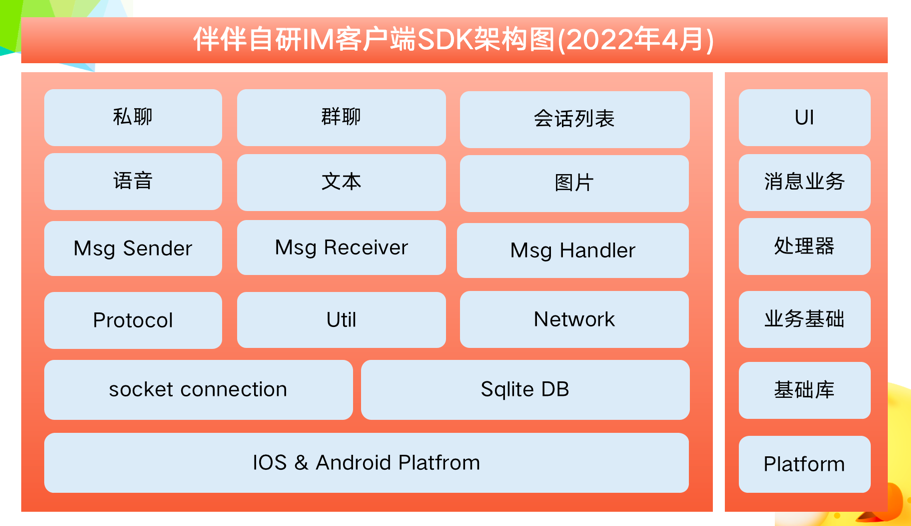 伴伴自研IM客户端SDK架构图(2022年4月)
私聊
群聊
会话列表
UI
语音
文本
图片
消息业务
Msg Sender
Msg Receiver
Msg Handler
处理器
Protocol
Util
Network
业务基础
socket connection
Sqlite DB
基础库
IOS & Android Platfrom
Platform